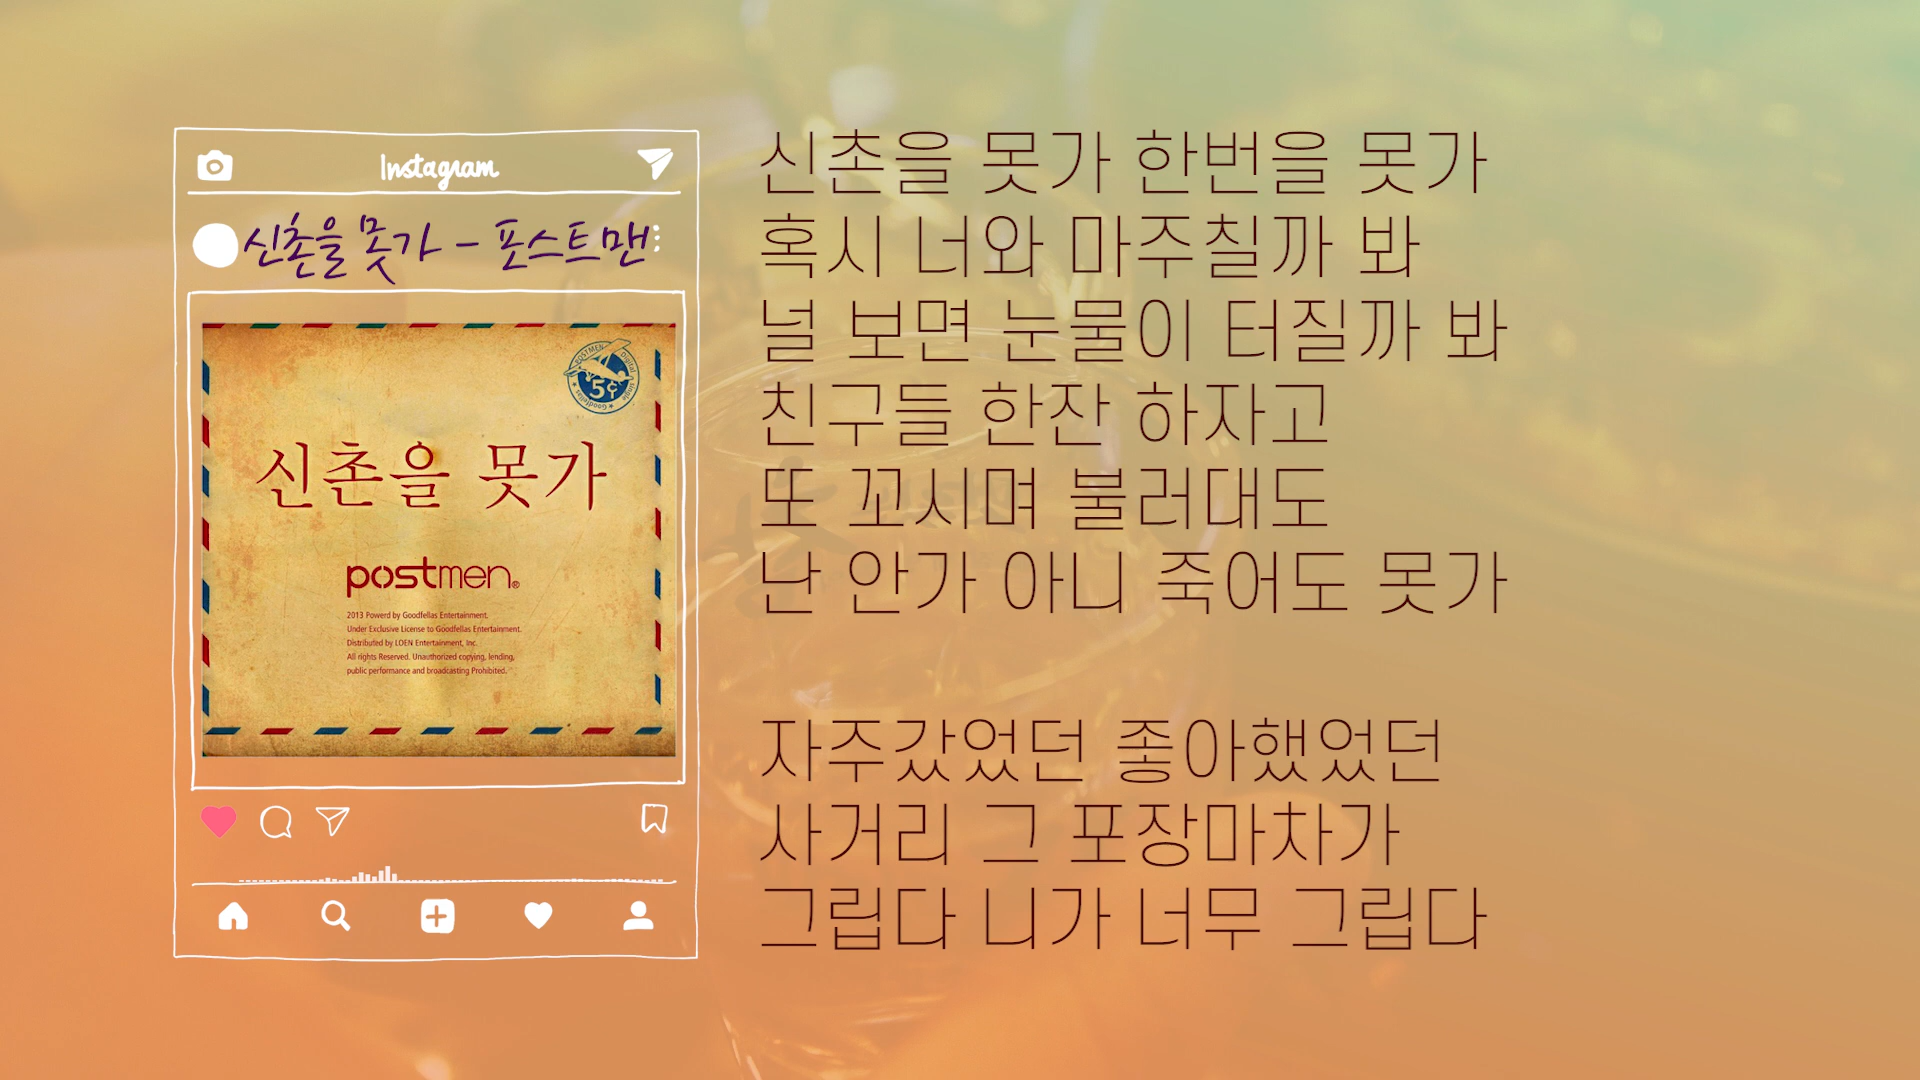 Instagram
신촌을 못가 - 포스트맨
POSTMEN Digital Single
5¢
Goodfellas
신촌을 못가
postmen®
2013 Powerd by Goodfellas Entertainment.
Under Exclusive License to Goodfellas Entertainment.
Distributed by LOEN Entertainment, Inc.
All rights Reserved. Unauthorized copying, lending,
public performance and broadcasting Prohibited.
신촌을 못가 한번을 못가
혹시 너와 마주칠까 봐
널 보면 눈물이 터질까 봐
친구들 한잔 하자고
또 꼬시며 불러대도
난 안가 아니 죽어도 못가
자주갔었던 좋아했었던
사거리 그 포장마차가
그립다 니가 너무 그립다